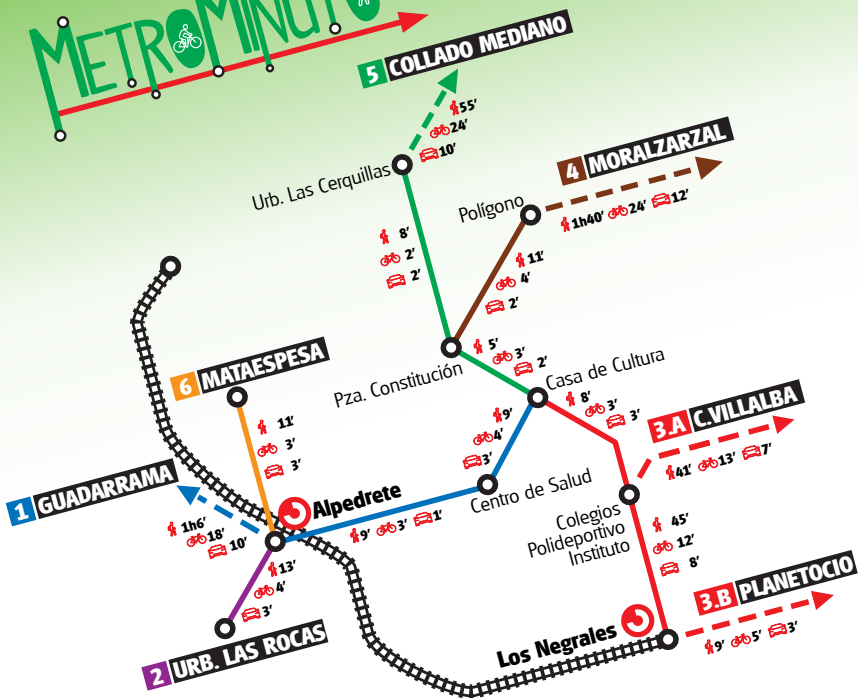 METROMINUTO
5 COLLADO MEDIANO
55'
24'
10'
Urb. Las Cerquillas
4 MORALZARZAL
Polígono
1h40' 24' 12'
8'
2'
2'
11'
4'
2'
5'
3'
2'
Pza. Constitución
Casa de Cultura
6 MATAESPESA
11'
3'
3'
8'
3'
3'
9'
4'
3'
3.A C.VILLALBA
41' 13' 7'
1 GUADARRAMA
1h6'
18'
10'
Alpedrete
9' 3' 1'
Centro de Salud
Colegios
Polideportivo
Instituto
45'
12'
8'
13'
4'
3'
2 URB. LAS ROCAS
3.B PLANETOCIO
Los Negrales
9' 5' 3'